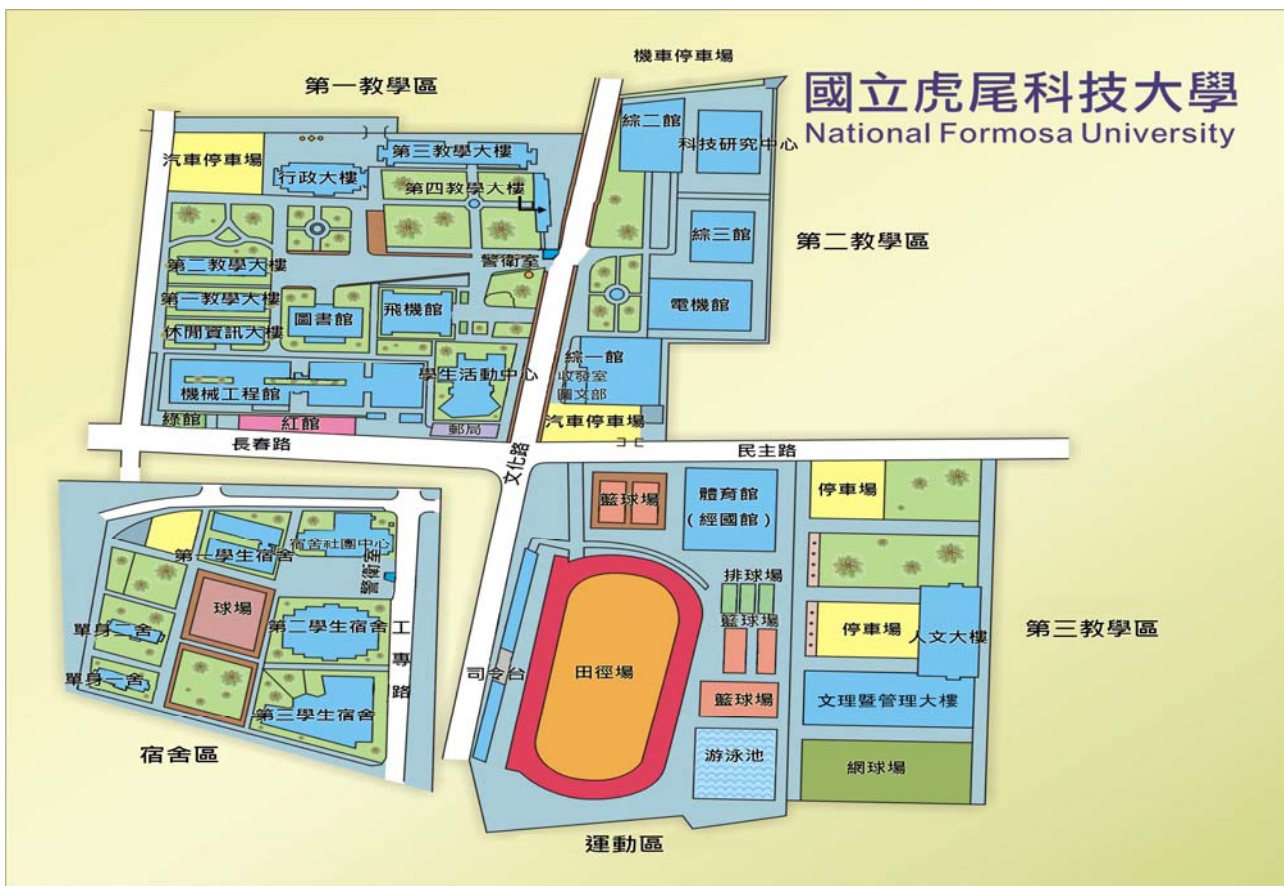 機車停車場
國立虎尾科技大學
National Formosa University
第一教學區
綜二館
科技研究中心
第三教學大樓
汽車停車場
行政大樓
第四教學大樓
綜三館
第二教學區
警衛室
第二教學大樓
第一教學大樓
飛機館
電機館
圖書館
休閒資訊大樓
綜一館
收發室
圖文部
學生活動中心
機械工程館
綠館
紅館
郵局
汽車停車場
長春路
文化路
民主路
籃球場
體育館
(經國館)
停車場
第一學生宿舍
宿舍社團中心
警衛室
排球場
球場
籃球場
單身二舍
第二學生宿舍
工專路
停車場
人文大樓
第三教學區
司令台
田徑場
單身一舍
籃球場
文理暨管理大樓
第三學生宿舍
宿舍區
游泳池
網球場
運動區